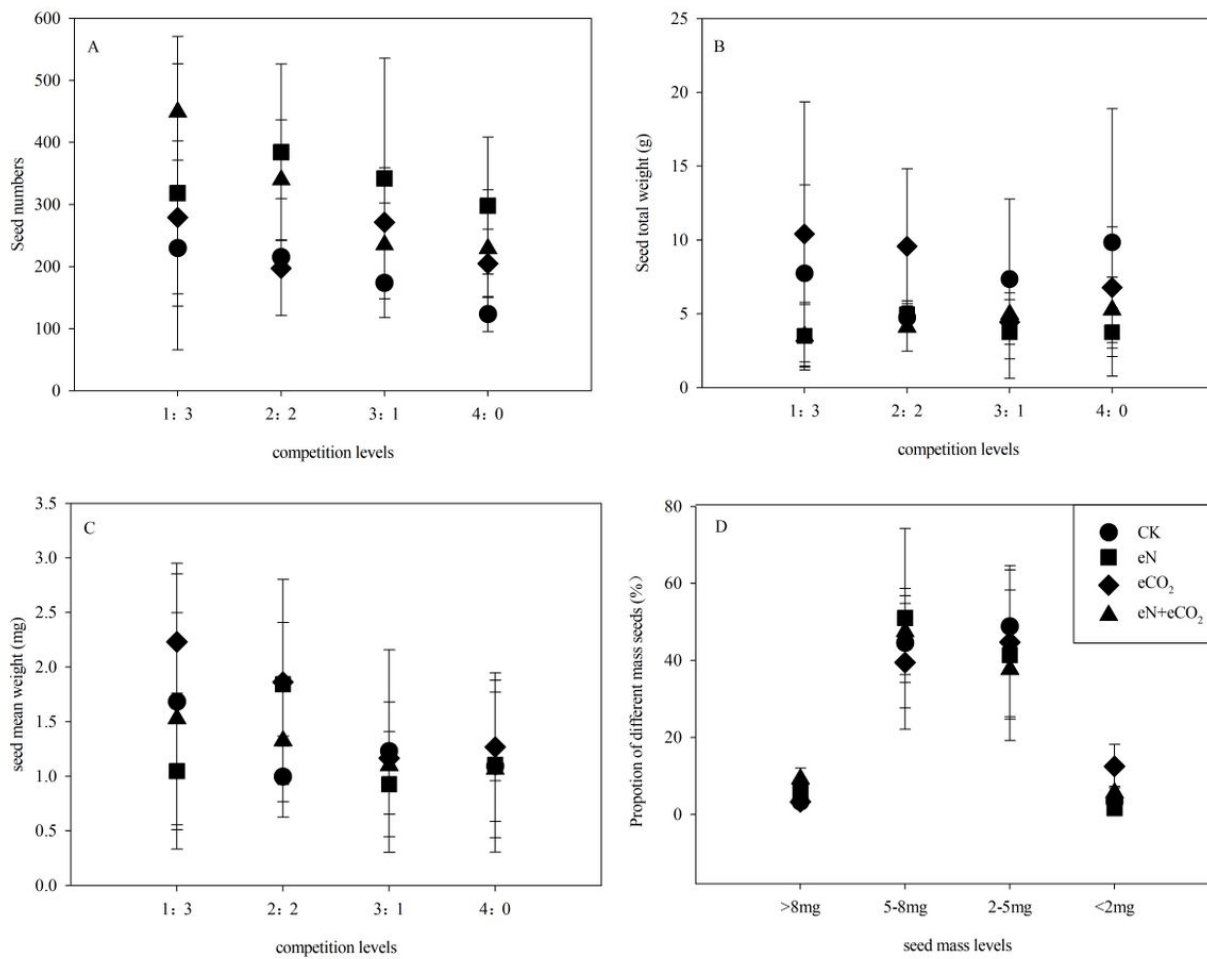 A
Seed numbers
600
500
400
300
200
100
0
1：3 2：2 3：1 4：0
competition levels
B
Seed total weight (g)
25
20
15
10
5
0
1：3 2：2 3：1 4：0
competition levels
C
seed mean weight (mg)
3.5
3.0
2.5
2.0
1.5
1.0
0.5
0.0
1：3 2：2 3：1 4：0
competition levels
D
Propotion of different mass seeds (%)
80
60
40
20
0
CK
eN
eCO₂
eN+eCO₂
>8mg 5-8mg 2-5mg <2mg
seed mass levels